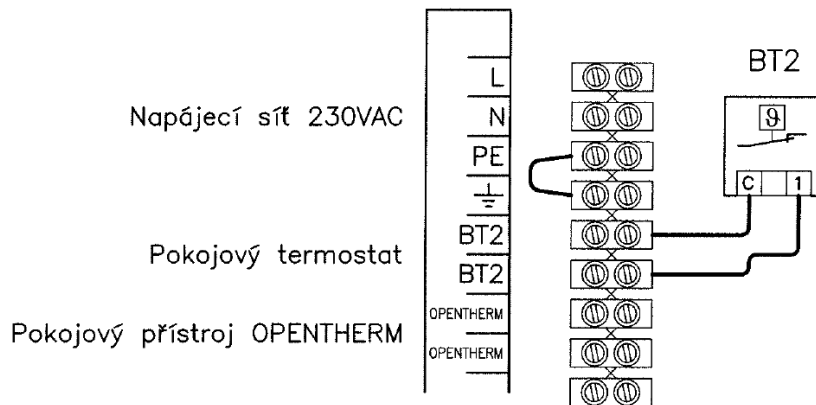 Napájecí síť 230VAC
Pokojový termostat
Pokojový přístroj OPENTHERM
L
N
PE
BT2
BT2
OPENTHERM
OPENTHERM
BT2
ϑ
C 1